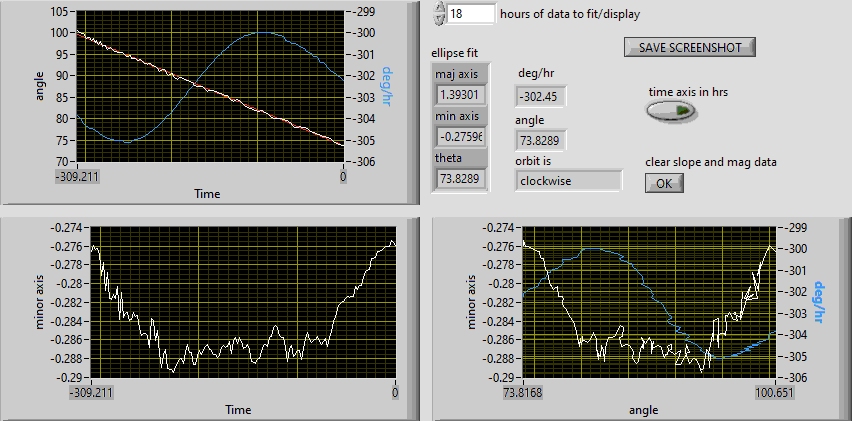 105
100
95
90
85
80
75
70
angle
-299
-300
-301
-302
-303
-304
-305
-306
deg/hr
-309.211
0
Time
18
hours of data to fit/display
SAVE SCREENSHOT
ellipse fit
maj axis
1.39301
min axis
-0.27596
theta
73.8289
deg/hr
-302.45
angle
73.8289
orbit is
clockwise
time axis in hrs
clear slope and mag data
OK
-0.274
-0.276
-0.278
-0.28
-0.282
-0.284
-0.286
-0.288
-0.29
minor axis
-309.211
0
Time
-0.274
-0.276
-0.278
-0.28
-0.282
-0.284
-0.286
-0.288
-0.29
minor axis
-299
-300
-301
-302
-303
-304
-305
-306
deg/hr
73.8168
100.651
angle